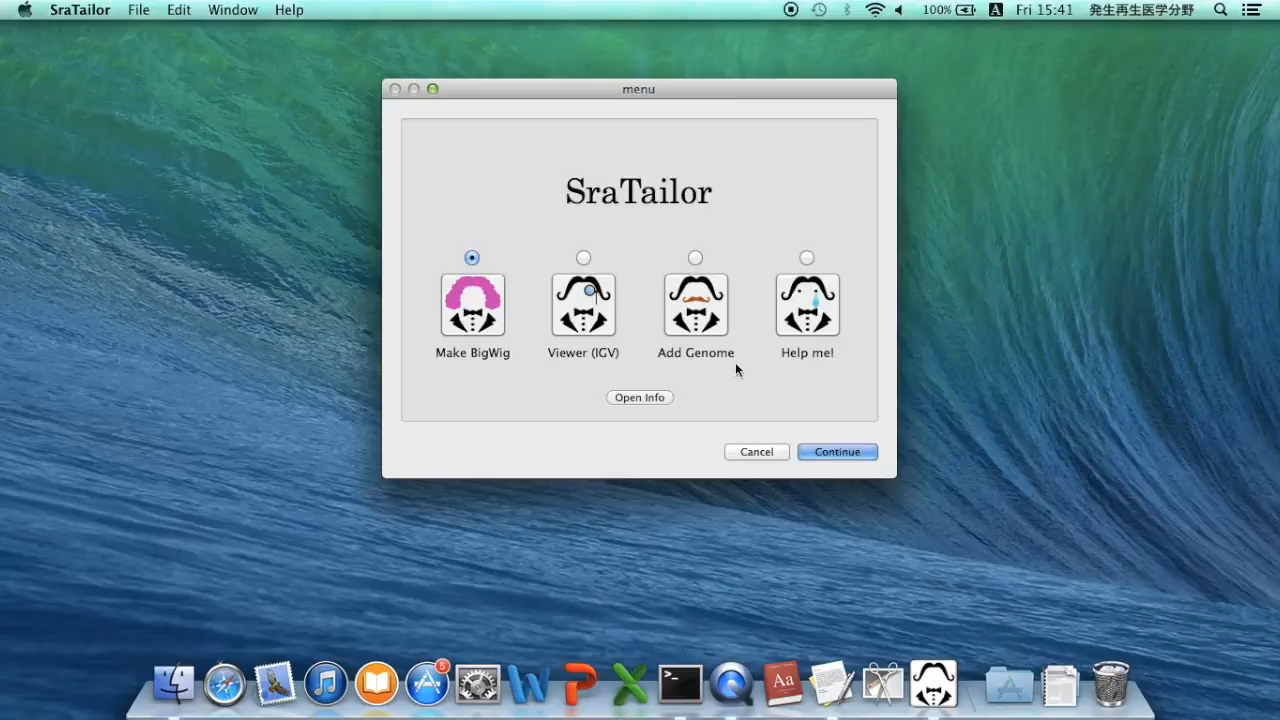 SraTailor File Edit Window Help 100% A Fri 15:41 発生再生医学分野
menu
SraTailor
Make BigWig Viewer (IGV) Add Genome Help me!
Open Info
Cancel Continue
5
>_
Aa